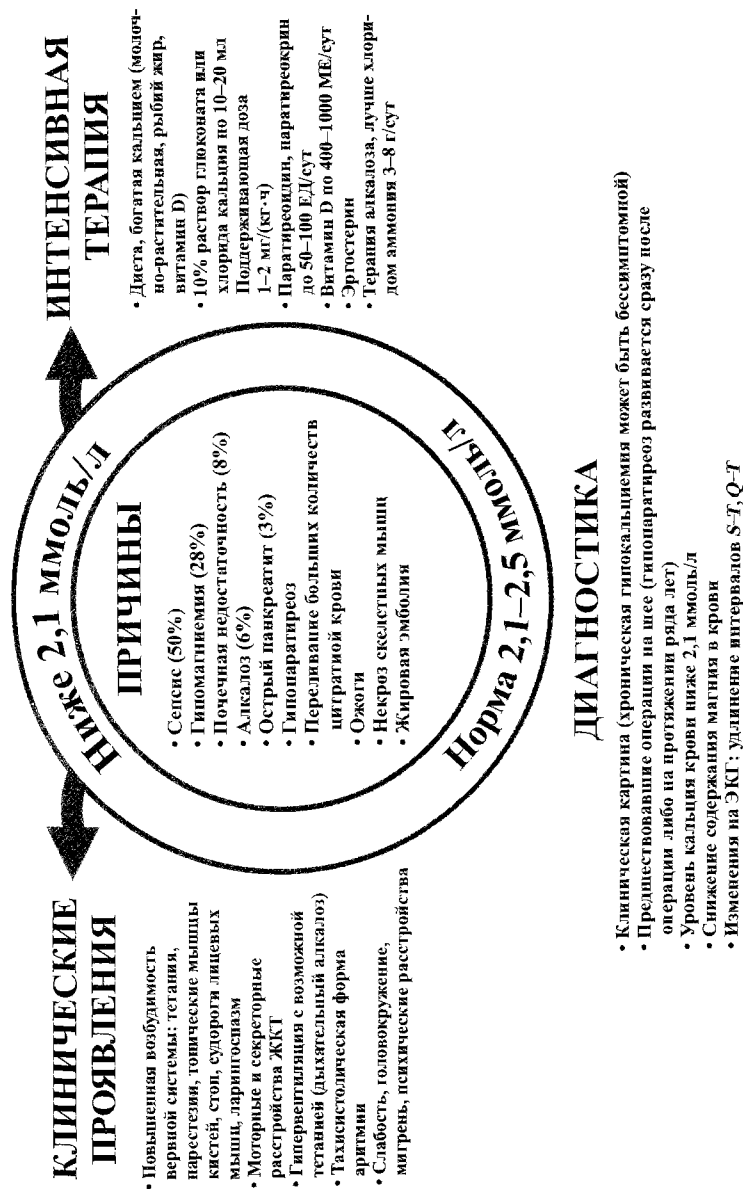 КЛИНИЧЕСКИЕ
ПРОЯВЛЕНИЯ
• Повышенная возбудимость
нервной системы: тетания,
парестезии, тонические мышцы
кистей, стоп, судороги лицевых
мышц, ларингоспазм
• Моторные и секреторные
расстройства ЖКТ
• Гипервентиляция с возможной
тетанией (дыхательный алкалоз)
• Тахисистолическая форма
аритмии
• Слабость, головокружение,
мигрень, психические расстройства
Ниже 2,1 ммоль/л
ПРИЧИНЫ
• Сепсис (50%)
• Гипомагниемия (28%)
• Почечная недостаточность (8%)
• Алкалоз (6%)
• Острый панкреатит (3%)
• Гипопаратиреоз
• Переливание больших количеств
цитратной крови
• Ожоги
• Некроз скелетных мышц
• Жировая эмболия
Норма 2,1–2,5 ммоль/л
ИНТЕНСИВНАЯ
ТЕРАПИЯ
• Диета, богатая кальцием (молоч-
но-растительная, рыбий жир,
витамин D)
• 10% раствор глюконата или
хлорида кальция по 10–20 мл
Поддерживающая доза
1–2 мг/(кг·ч)
• Паратиреоидин, паратиреокрин
до 50–100 ЕД/сут
• Витамин D по 400–1000 МЕ/сут
• Эргостерин
• Терапия алкалоза, лучше хлори-
дом аммония 3–8 г/сут
ДИАГНОСТИКА
• Клиническая картина (хроническая гипокальциемия может быть бессимптомной)
• Предшествовавшие операции на шее (гипопаратиреоз развивается сразу после
операции либо на протяжении ряда лет)
• Уровень кальция крови ниже 2,1 ммоль/л
• Снижение содержания магния в крови
• Изменения на ЭКГ: удлинение интервалов S–T, Q–T